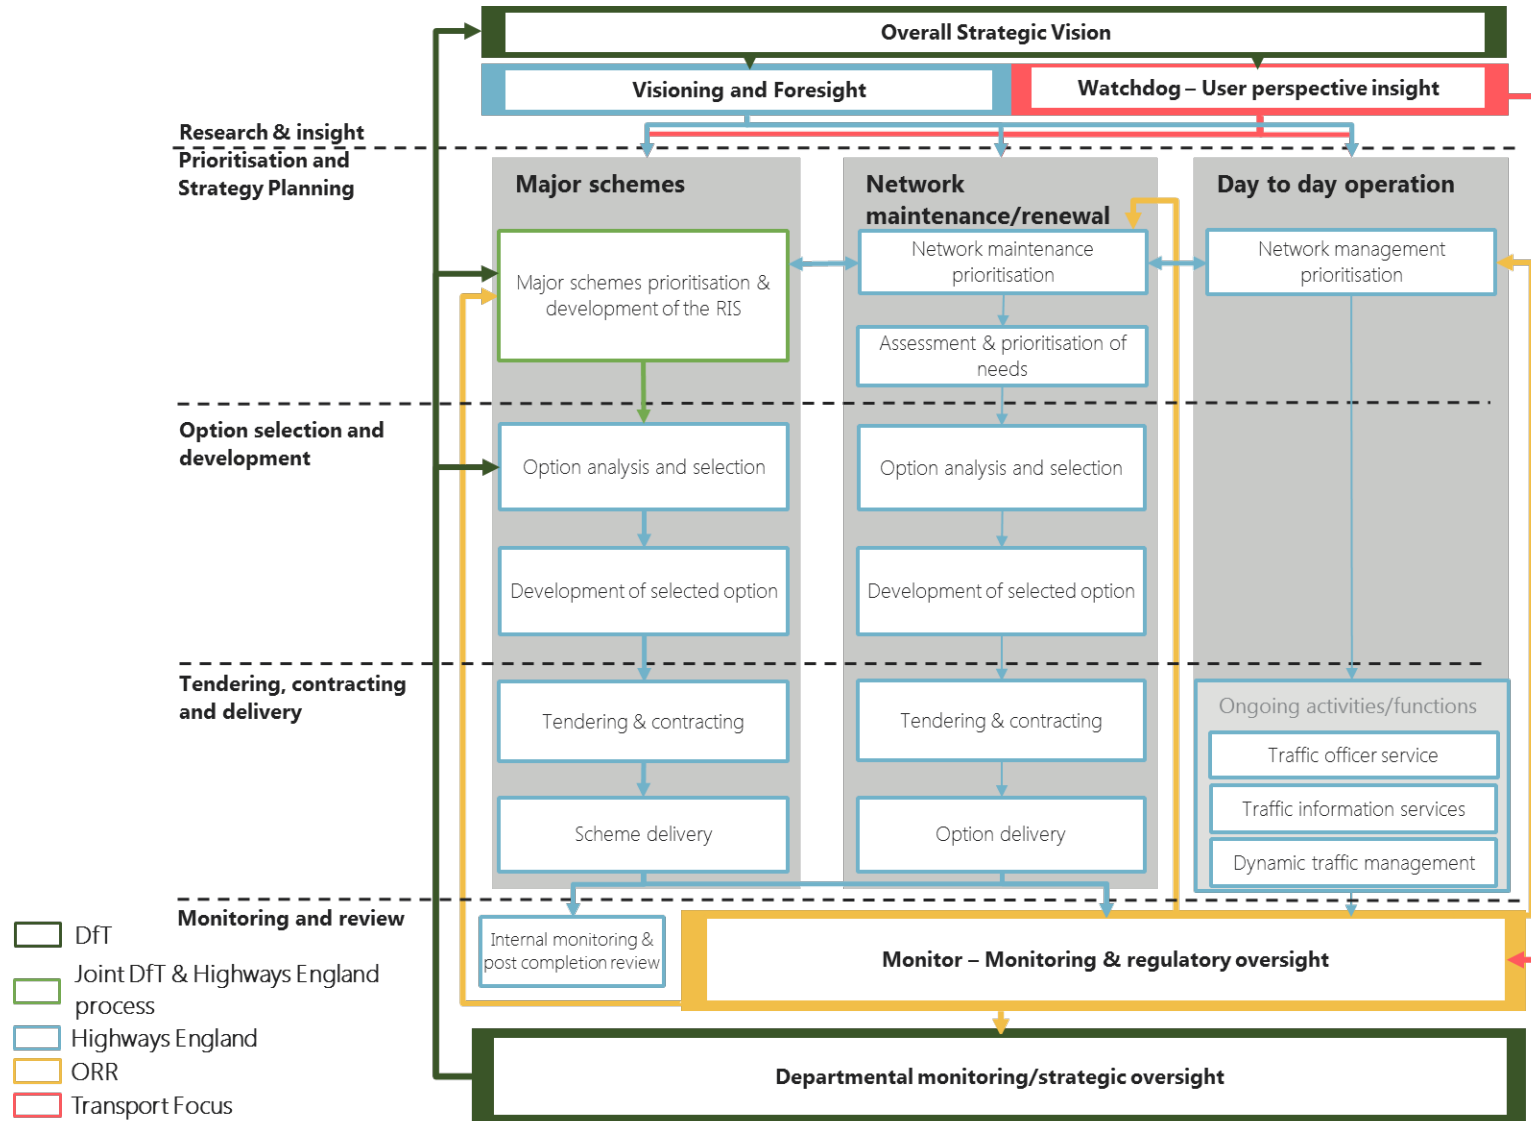 Overall Strategic Vision
Visioning and Foresight
Watchdog – User perspective insight
Research & insight
Prioritisation and
Strategy Planning
Major schemes
Network
maintenance/renewal
Day to day operation
Major schemes prioritisation &
development of the RIS
Network maintenance
prioritisation
Network management
prioritisation
Assessment & prioritisation of
needs
Option selection and
development
Option analysis and selection
Option analysis and selection
Development of selected option
Development of selected option
Tendering, contracting
and delivery
Tendering & contracting
Tendering & contracting
Ongoing activities/functions
Traffic officer service
Traffic information services
Dynamic traffic management
Scheme delivery
Option delivery
Monitoring and review
Internal monitoring &
post completion review
Monitor – Monitoring & regulatory oversight
Departmental monitoring/strategic oversight
DfT
Joint DfT & Highways England
process
Highways England
ORR
Transport Focus